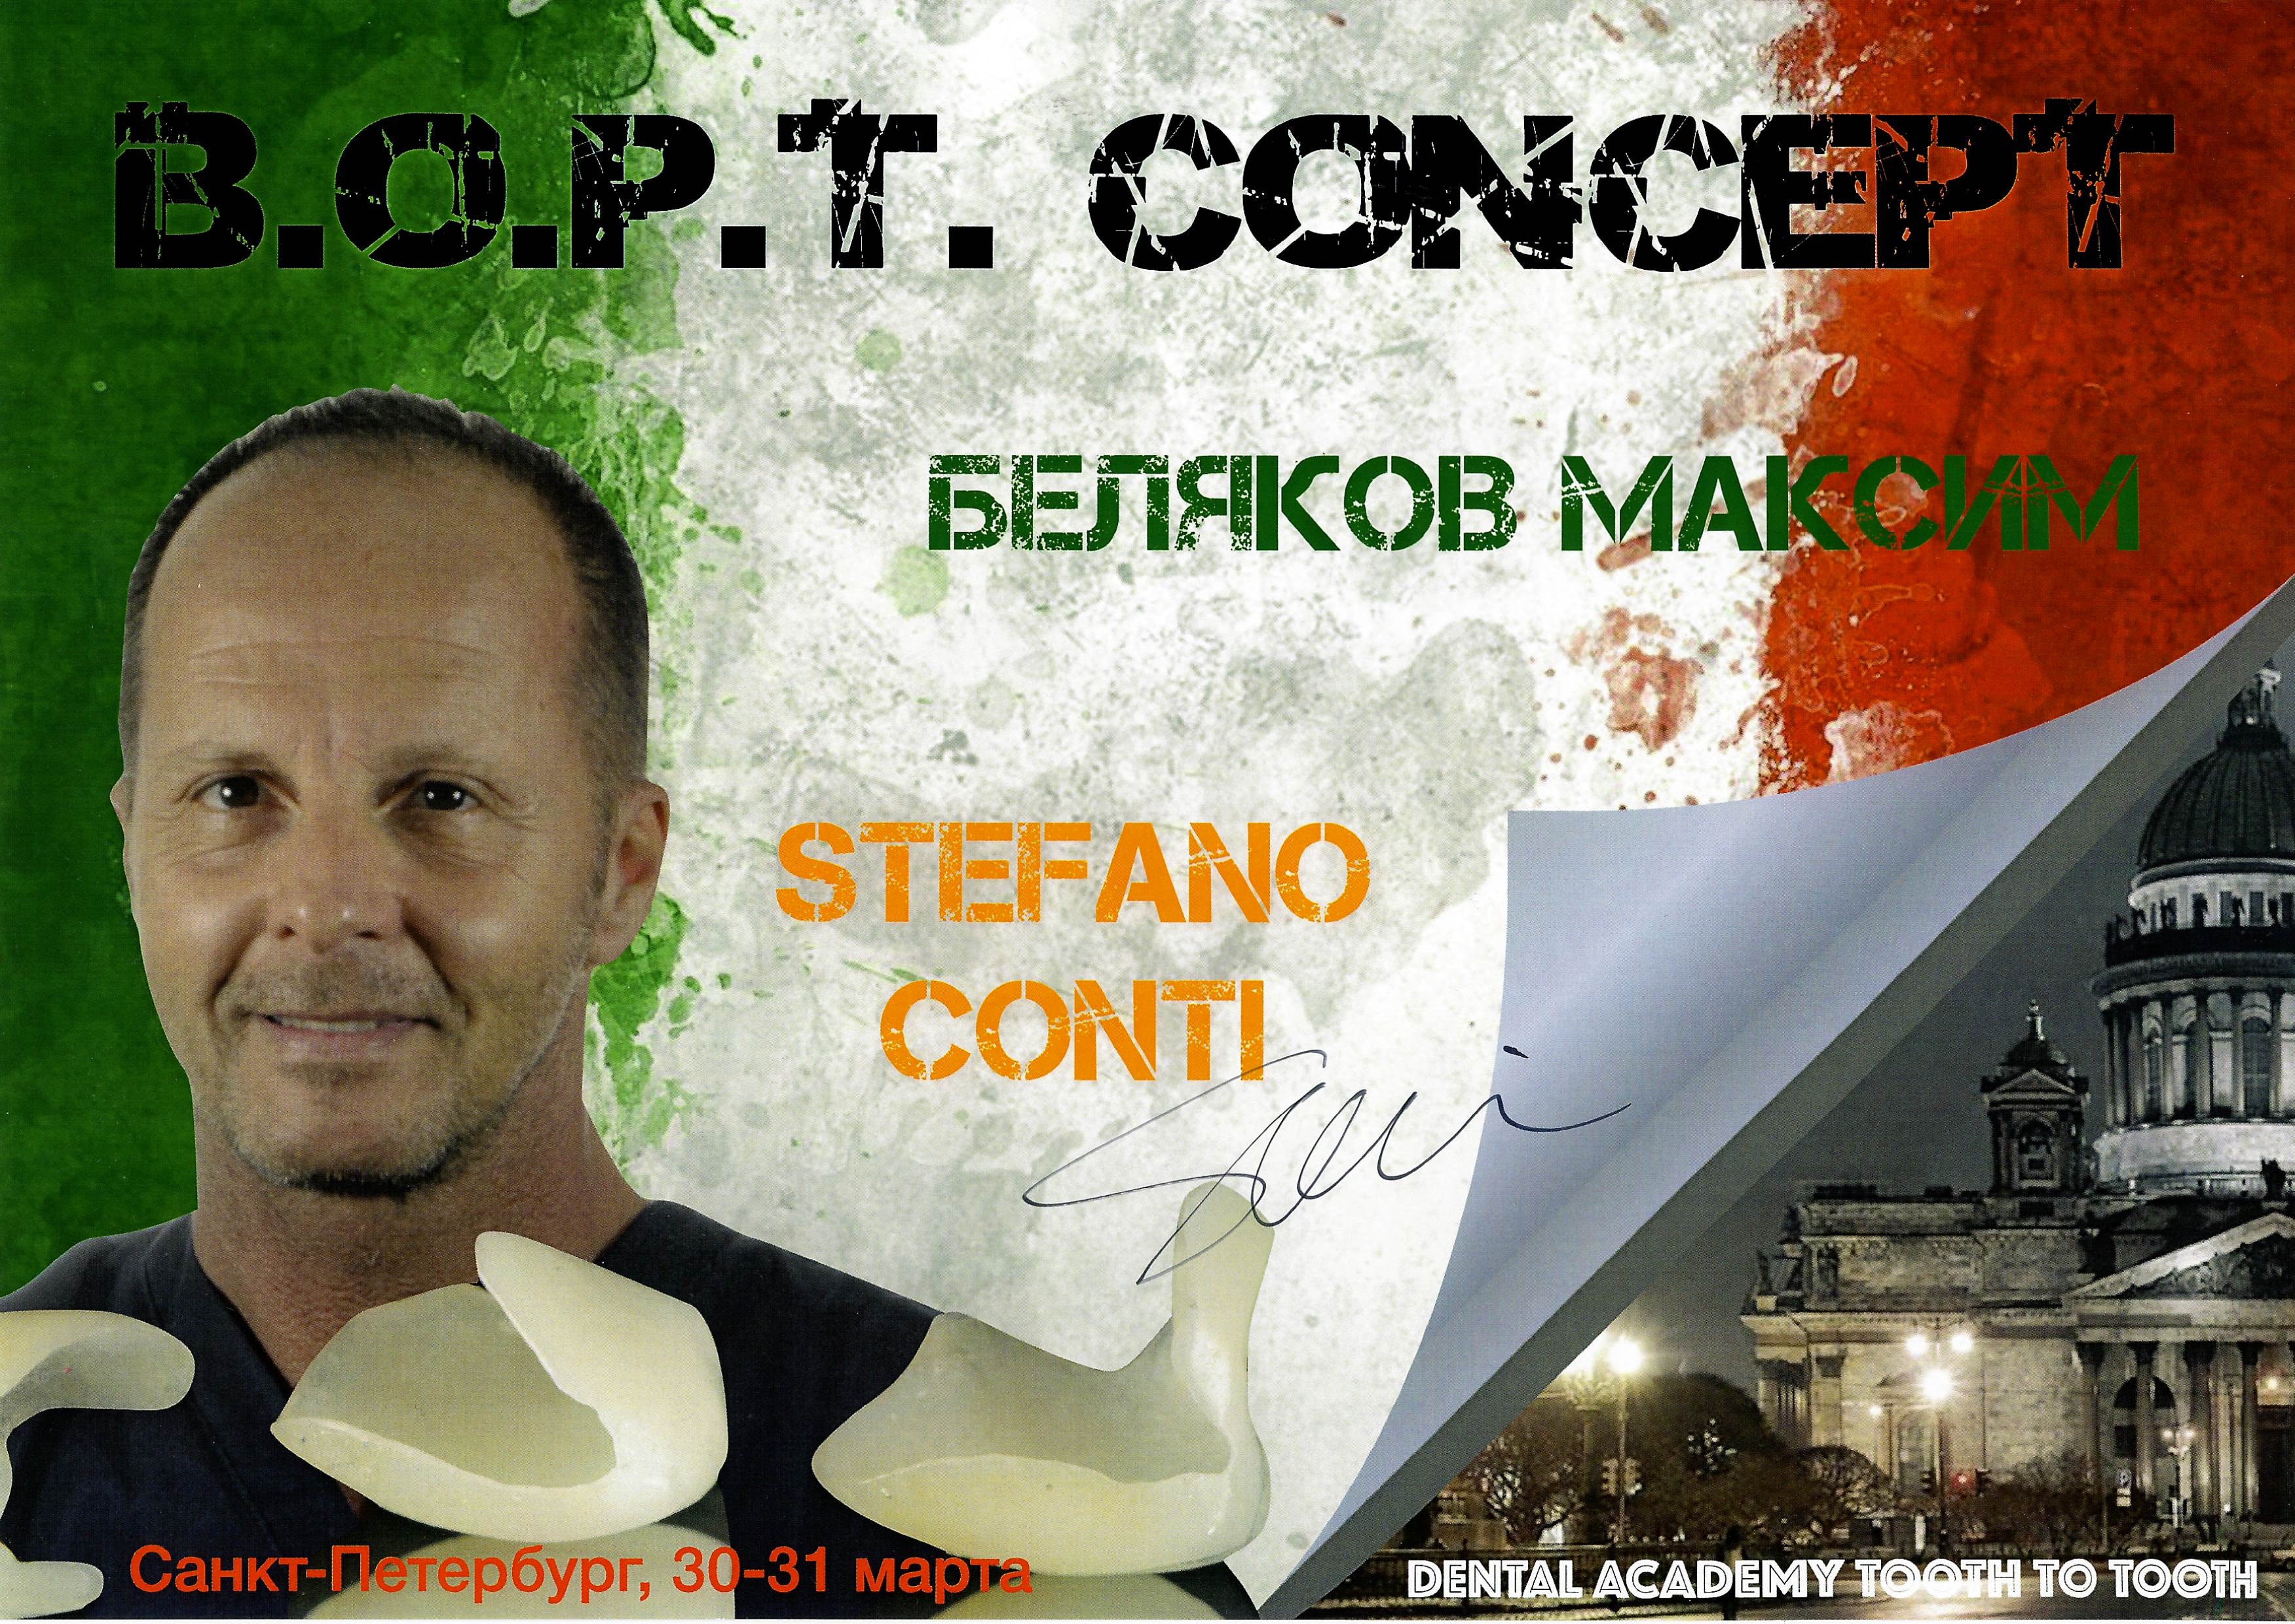 B.O.P.T. CONCEPT
БЕЛЯКОВ МАКСИМ
STEFANO
CONTI
Санкт-Петербург, 30-31 марта
DENTAL ACADEMY TOOTH TO TOOTH